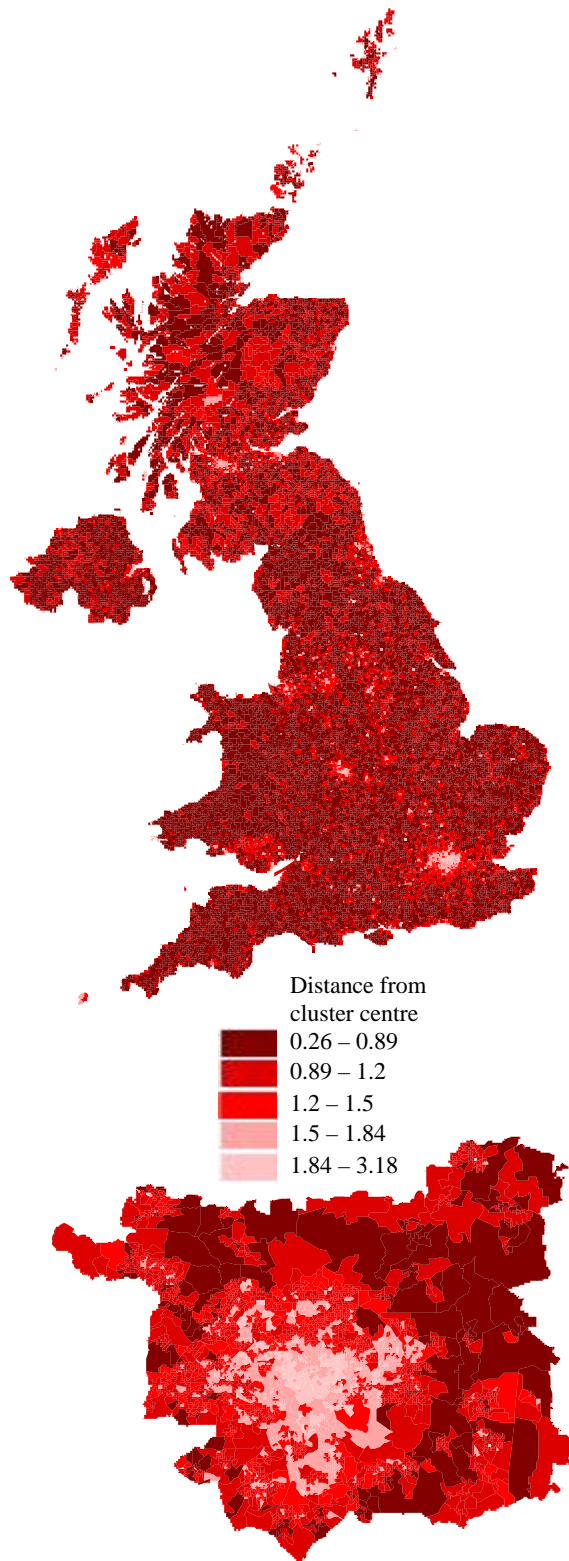 Distance from
cluster centre
0.26 – 0.89
0.89 – 1.2
1.2 – 1.5
1.5 – 1.84
1.84 – 3.18